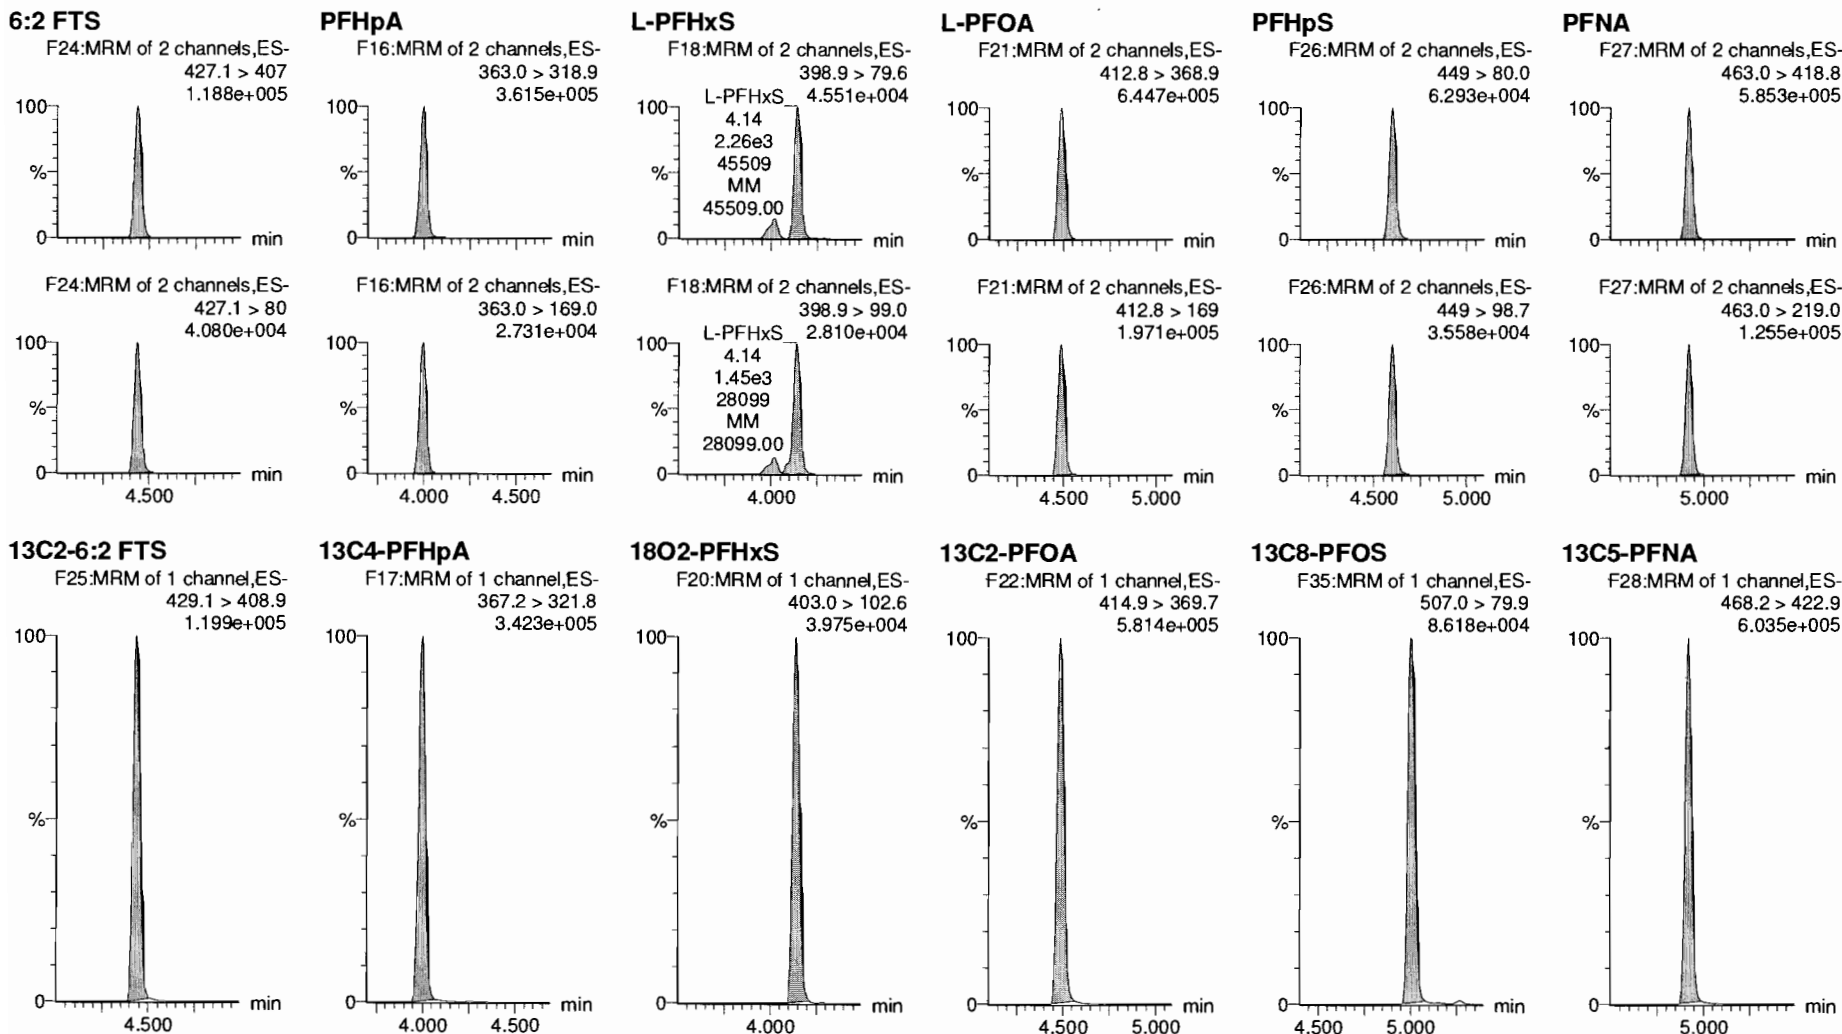 6:2 FTS
F24:MRM of 2 channels,ES-
427.1 > 407
1.188e+005
100
%
0
min
PFHpA
F16:MRM of 2 channels,ES-
363.0 > 318.9
3.615e+005
100
%
0
min
L-PFHxS
F18:MRM of 2 channels,ES-
398.9 > 79.6
L-PFHxS 4.551e+004
100
4.14
2.26e3
45509
MM
45509.00
%
0
min
L-PFOA
F21:MRM of 2 channels,ES-
412.8 > 368.9
6.447e+005
100
%
0
min
PFHpS
F26:MRM of 2 channels,ES-
449 > 80.0
6.293e+004
100
%
0
min
PFNA
F27:MRM of 2 channels,ES-
463.0 > 418.8
5.853e+005
100
%
0
min
F24:MRM of 2 channels,ES-
427.1 > 80
4.080e+004
100
%
0
min
4.500
F16:MRM of 2 channels,ES-
363.0 > 169.0
2.731e+004
100
%
0
min
4.000 4.500
F18:MRM of 2 channels,ES-
398.9 > 99.0
L-PFHxS 2.810e+004
100
4.14
1.45e3
28099
MM
28099.00
%
0
min
4.000
F21:MRM of 2 channels,ES-
412.8 > 169
1.971e+005
100
%
0
min
4.500 5.000
F26:MRM of 2 channels,ES-
449 > 98.7
3.558e+004
100
%
0
min
4.500 5.000
F27:MRM of 2 channels,ES-
463.0 > 219.0
1.255e+005
100
%
0
min
5.000
13C2-6:2 FTS
F25:MRM of 1 channel,ES-
429.1 > 408.9
1.199e+005
100
%
0
min
4.500
13C4-PFHpA
F17:MRM of 1 channel,ES-
367.2 > 321.8
3.423e+005
100
%
0
min
4.000 4.500
18O2-PFHxS
F20:MRM of 1 channel,ES-
403.0 > 102.6
3.975e+004
100
%
0
min
4.000
13C2-PFOA
F22:MRM of 1 channel,ES-
414.9 > 369.7
5.814e+005
100
%
0
min
4.500 5.000
13C8-PFOS
F35:MRM of 1 channel,ES-
507.0 > 79.9
8.618e+004
100
%
0
min
4.500 5.000
13C5-PFNA
F28:MRM of 1 channel,ES-
468.2 > 422.9
6.035e+005
100
%
0
min
5.000